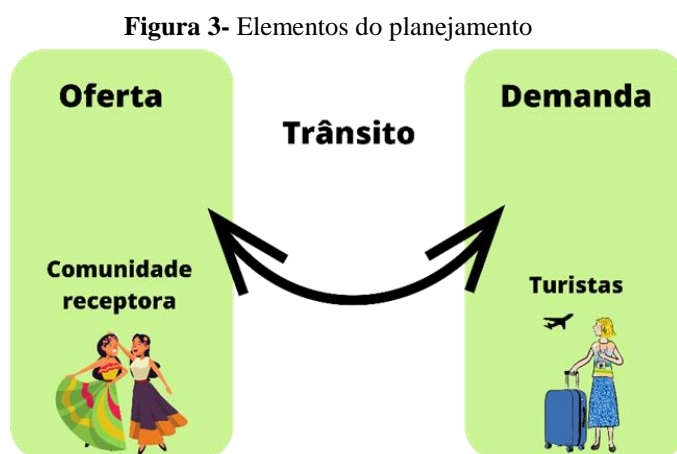 Figura 3- Elementos do planejamento
Oferta
Trânsito
Demanda
Comunidade
receptora
Turistas